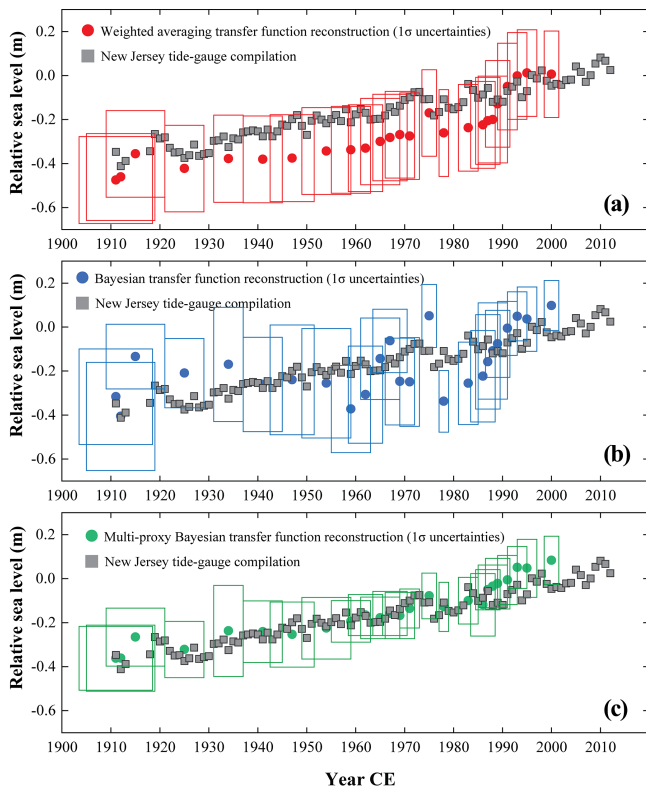 0.2
0.0
-0.2
-0.4
-0.6
Relative sea level (m)
Weighted averaging transfer function reconstruction (1σ uncertainties)
New Jersey tide-gauge compilation
(a)
1900 1910 1920 1930 1940 1950 1960 1970 1980 1990 2000 2010
0.2
0.0
-0.2
-0.4
-0.6
Relative sea level (m)
Bayesian transfer function reconstruction (1σ uncertainties)
New Jersey tide-gauge compilation
(b)
1900 1910 1920 1930 1940 1950 1960 1970 1980 1990 2000 2010
0.2
0.0
-0.2
-0.4
-0.6
Relative sea level (m)
Multi-proxy Bayesian transfer function reconstruction (1σ uncertainties)
New Jersey tide-gauge compilation
(c)
1900 1910 1920 1930 1940 1950 1960 1970 1980 1990 2000 2010
Year CE